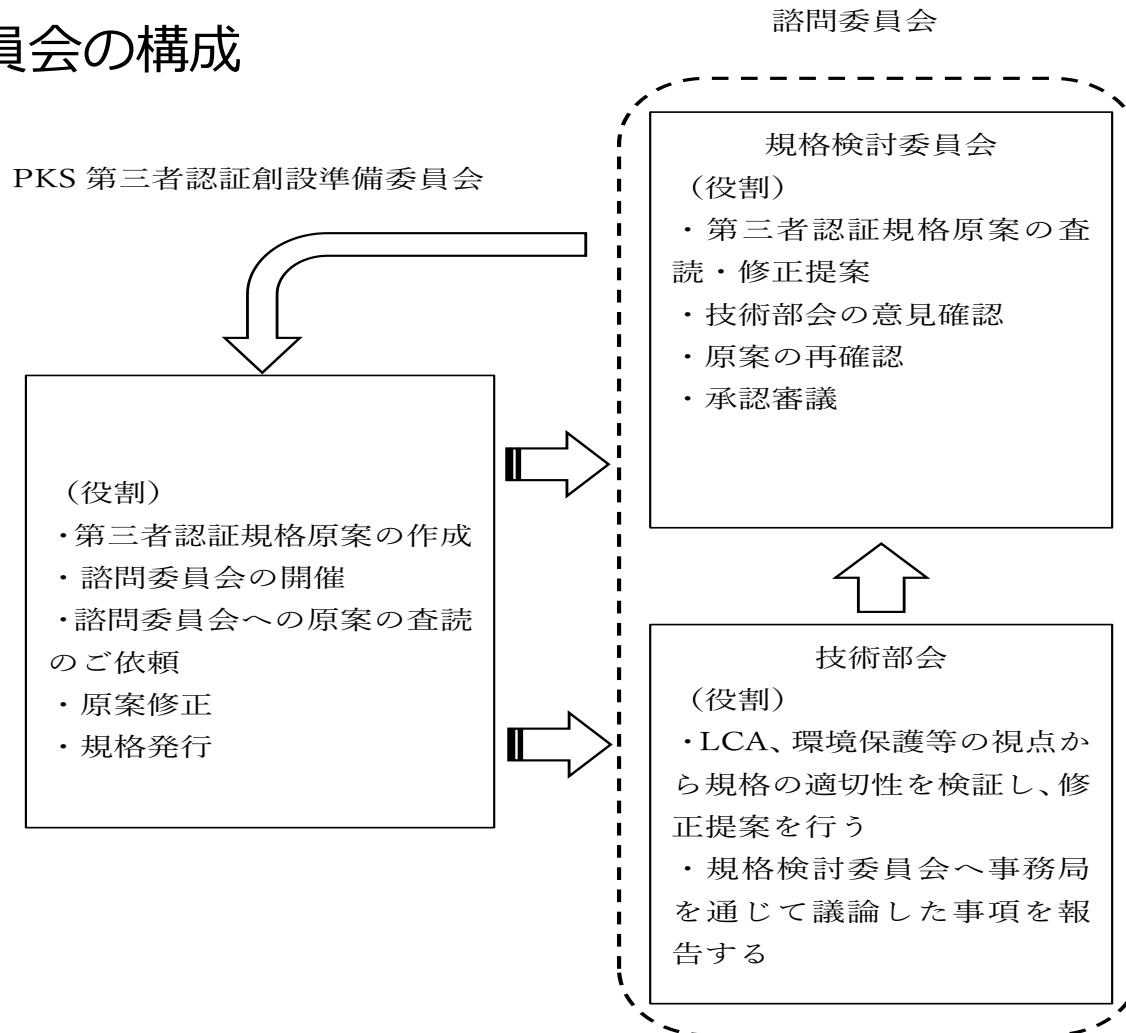 員会の構成
諮問委員会
PKS 第三者認証創設準備委員会
（役割）
・第三者認証規格原案の作成
・諮問委員会の開催
・諮問委員会への原案の査読
のご依頼
・原案修正
・規格発行
規格検討委員会
（役割）
・第三者認証規格原案の査
読・修正提案
・技術部会の意見確認
・原案の再確認
・承認審議
技術部会
（役割）
・LCA、環境保護等の視点か
ら規格の適切性を検証し、修
正提案を行う
・規格検討委員会へ事務局
を通じて議論した事項を報
告する